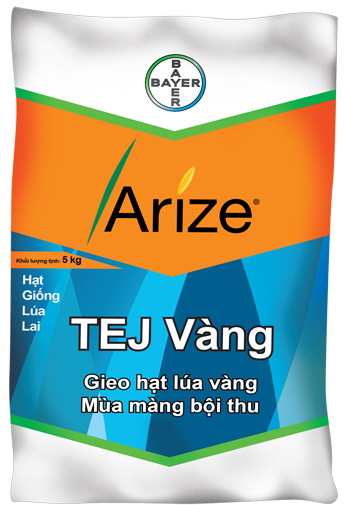 BAYER
BAYER
Arize®
Khối lượng tịnh: 5 kg
Hạt
Giống
Lúa
Lai
TEJ Vàng
Gieo hạt lúa vàng
Mùa màng bội thu